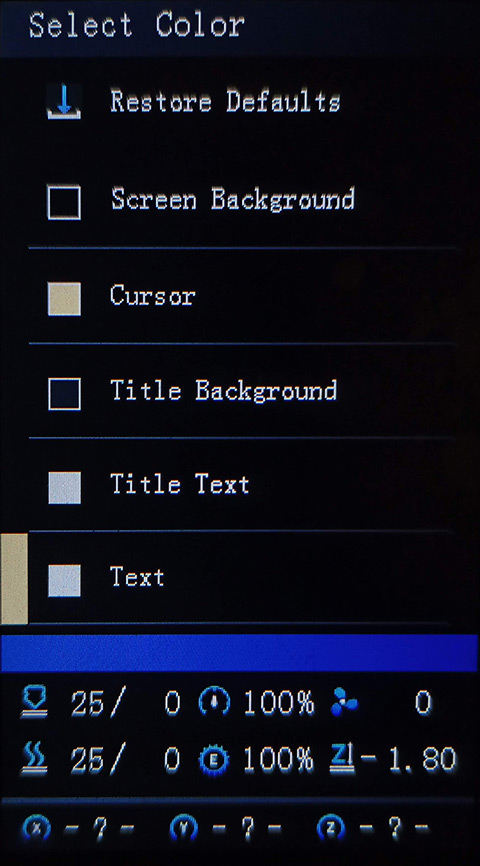 Select Color
Restore Defaults
Screen Background
Cursor
Title Background
Title Text
Text
25/ 0 100% 0
25/ 0 E 100% Z -1.80
X -?- Y -?- Z -?-